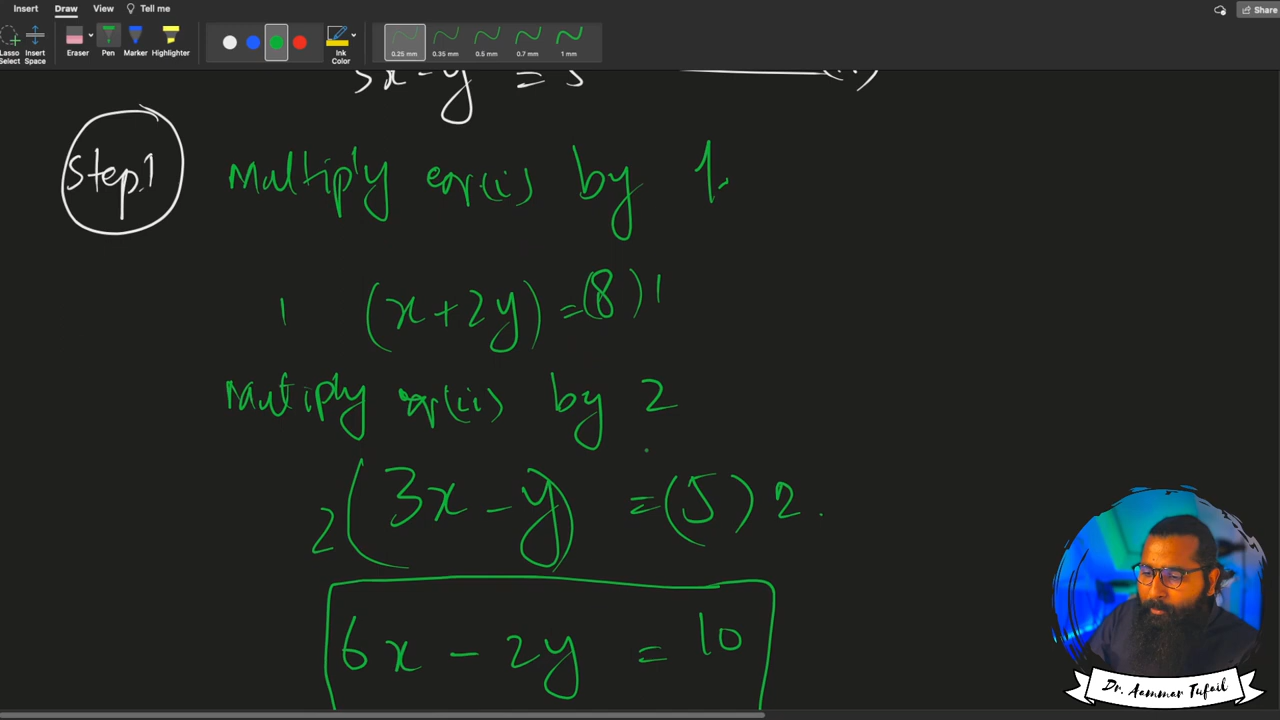 Insert Draw View Tell me
Share
Lasso Select Insert Space Eraser Pen Marker Highlighter Ink Color 0.25 mm 0.35 mm 0.5 mm 0.7 mm 1 mm
3x - y = 5
Step.1 Multiply eq(i) by 1.
1 (x + 2y) = (8) 1
Multiply eq(ii) by 2
2 (3x - y) = (5) 2.
6x - 2y = 10
Dr. Aammar Tufail